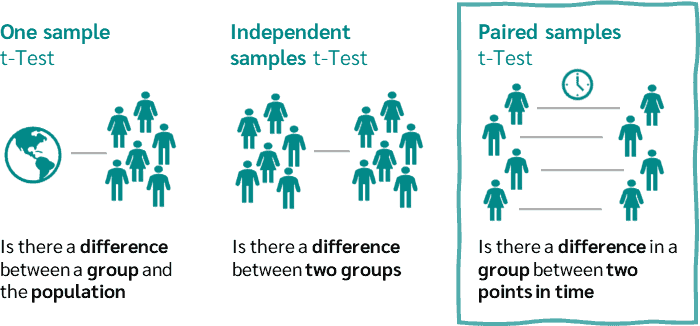 One sample
t-Test
Is there a difference
between a group and
the population
Independent
samples t-Test
Is there a difference
between two groups
Paired samples
t-Test
Is there a difference in a
group between two
points in time